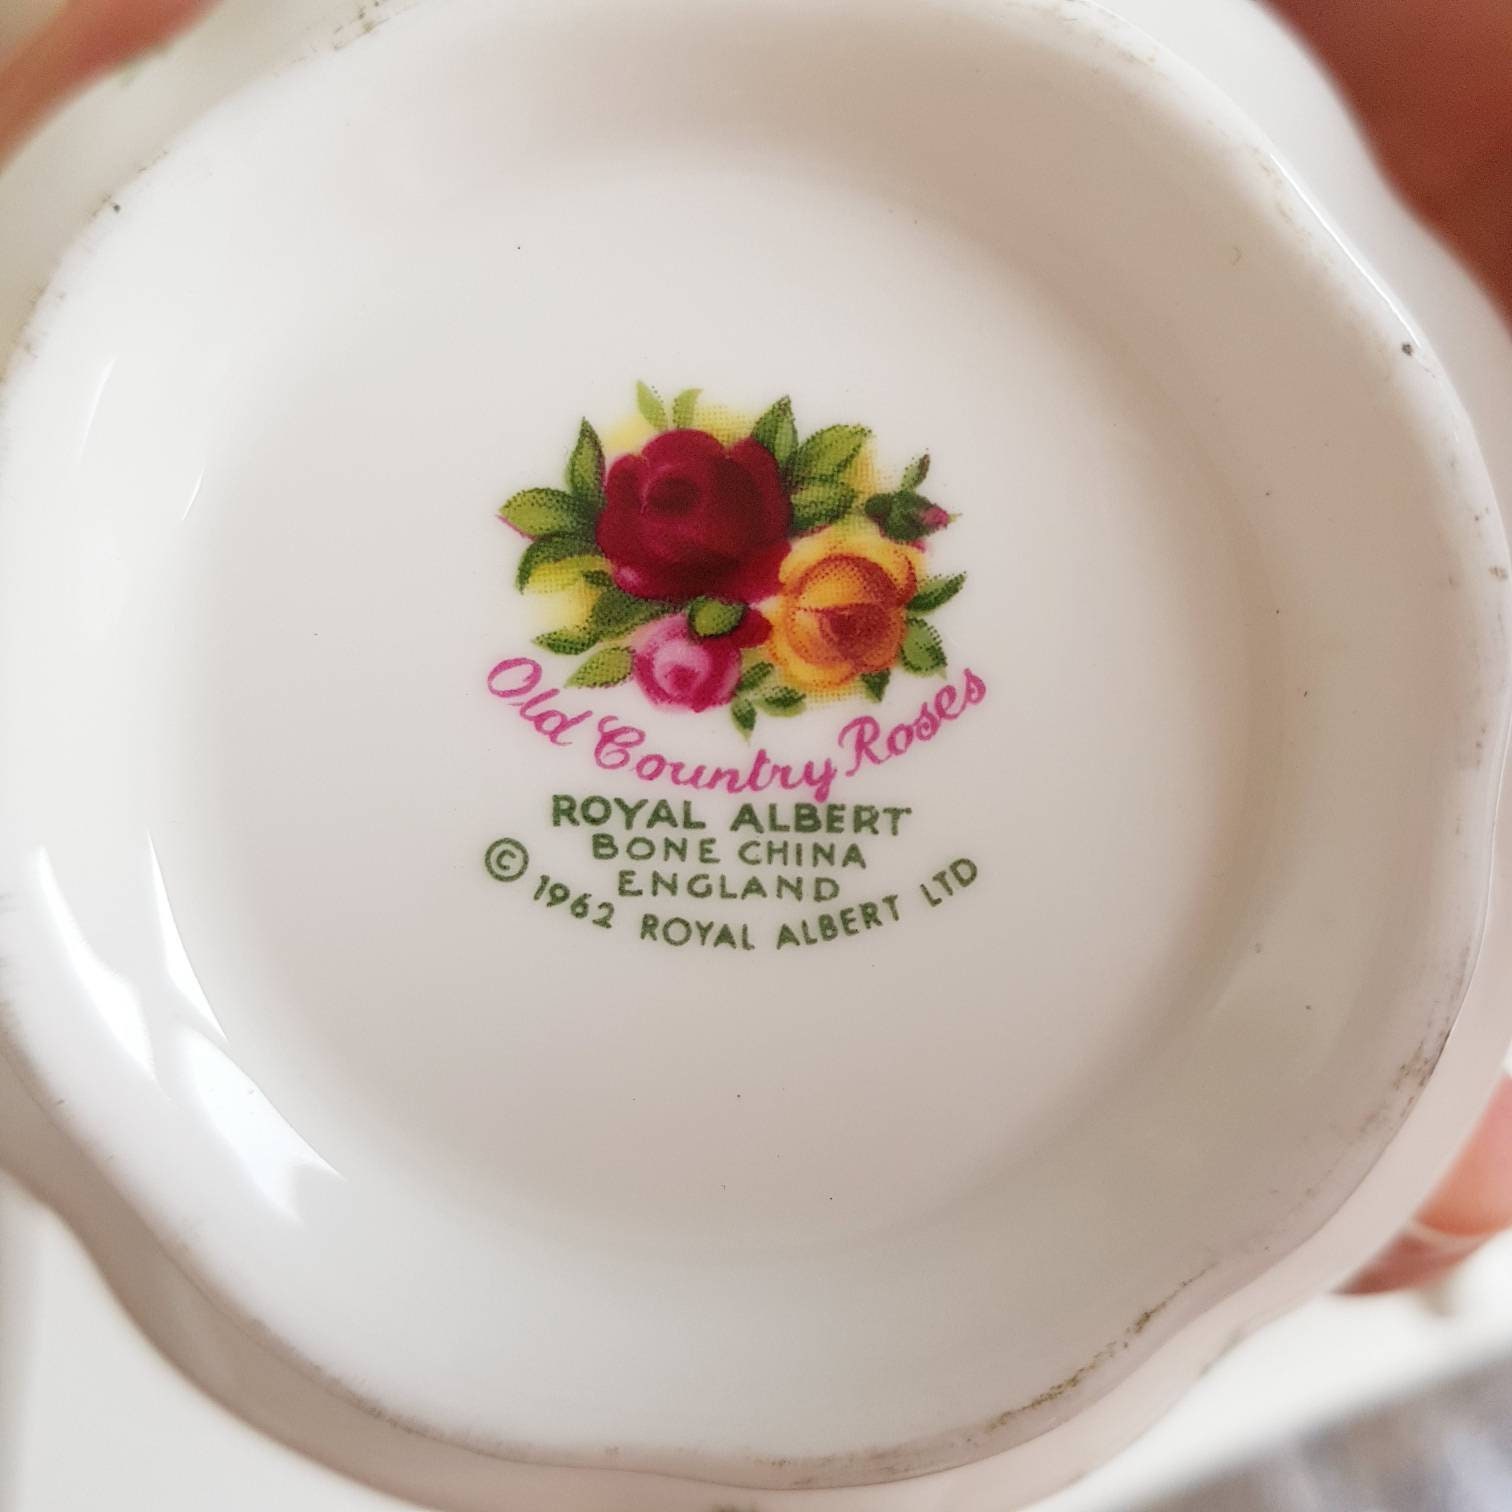 Old Country Roses
ROYAL ALBERT
BONE CHINA
ENGLAND
© 1962 ROYAL ALBERT LTD